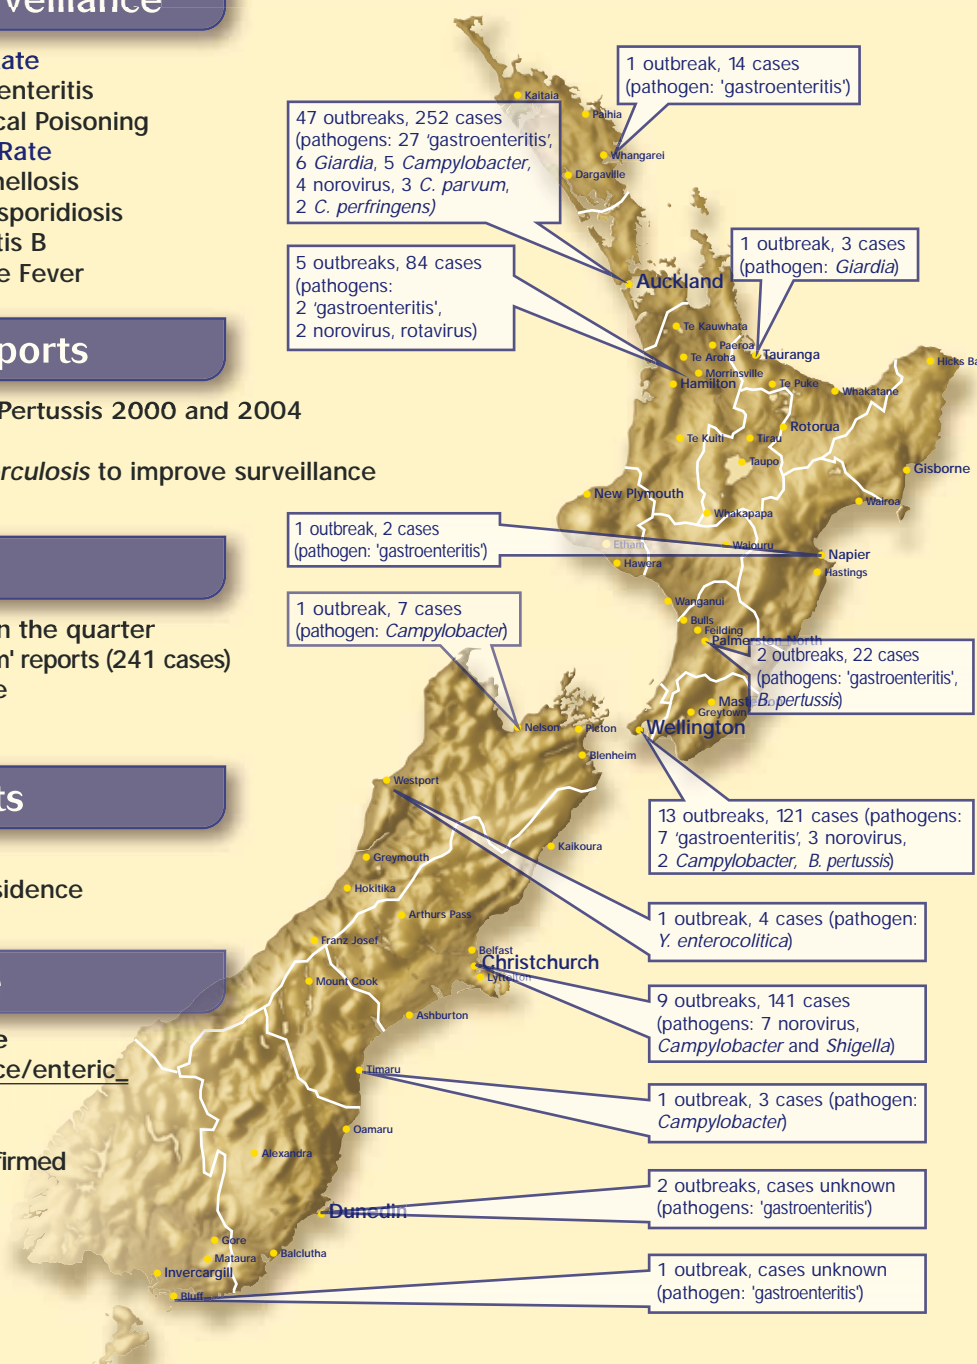 veillance
ate
enteritis
cal Poisoning
Rate
nellosis
sporidiosis
tis B
e Fever
ports
Pertussis 2000 and 2004
rculosis to improve surveillance
n the quarter
n' reports (241 cases)
e
ts
sidence
e
e
ce/enteric_
firmed
1 outbreak, 14 cases
(pathogen: 'gastroenteritis')
47 outbreaks, 252 cases
(pathogens: 27 ‘gastroenteritis’,
6 Giardia, 5 Campylobacter,
4 norovirus, 3 C. parvum,
2 C. perfringens)
1 outbreak, 3 cases
(pathogen: Giardia)
5 outbreaks, 84 cases
(pathogens:
2 ‘gastroenteritis’,
2 norovirus, rotavirus)
1 outbreak, 2 cases
(pathogen: 'gastroenteritis')
1 outbreak, 7 cases
(pathogen: Campylobacter)
2 outbreaks, 22 cases
(pathogens: 'gastroenteritis',
B. pertussis)
13 outbreaks, 121 cases (pathogens:
7 ‘gastroenteritis’, 3 norovirus,
2 Campylobacter, B. pertussis)
1 outbreak, 4 cases (pathogen:
Y. enterocolitica)
9 outbreaks, 141 cases
(pathogens: 7 norovirus,
Campylobacter and Shigella)
1 outbreak, 3 cases (pathogen:
Campylobacter)
2 outbreaks, cases unknown
(pathogens: 'gastroenteritis')
1 outbreak, cases unknown
(pathogen: 'gastroenteritis')
Kaitaia
Paihia
Whangarei
Dargaville
Auckland
Te Kauwhata
Paeroa
Tauranga
Te Aroha
Morrinsville
Hamilton
Te Puke
Whakatane
Hicks Ba
Rotorua
Te Kuiti
Tirau
Taupo
Gisborne
New Plymouth
Wairoa
Whakapapa
Eltham
Waiouru
Napier
Hawera
Hastings
Wanganui
Bulls
Feilding
Palmerston North
Mast
Greytown
Wellington
Nelson
Picton
Blenheim
Westport
Kaikoura
Greymouth
Hokitika
Arthurs Pass
Franz Josef
Belfast
Christchurch
Lyttelton
Mount Cook
Ashburton
Timaru
Oamaru
Alexandra
Dunedin
Gore
Mataura
Balclutha
Invercargill
Bluff